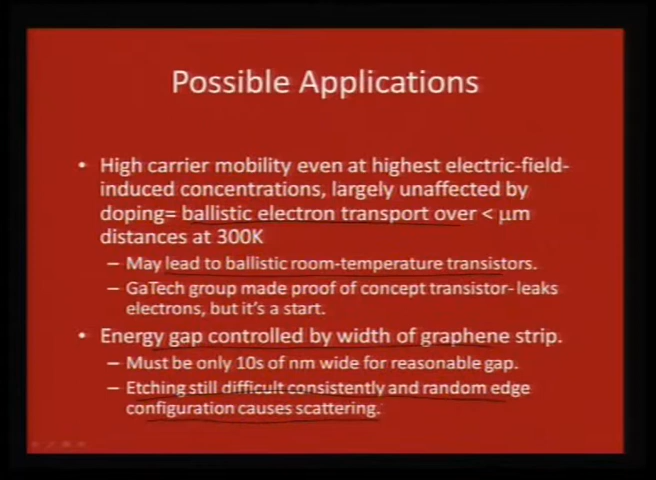 Possible Applications
• High carrier mobility even at highest electric-field-
induced concentrations, largely unaffected by
doping= ballistic electron transport over < μm
distances at 300K
– May lead to ballistic room-temperature transistors.
– GaTech group made proof of concept transistor- leaks
electrons, but it's a start.
• Energy gap controlled by width of graphene strip.
– Must be only 10s of nm wide for reasonable gap.
– Etching still difficult consistently and random edge
configuration causes scattering.